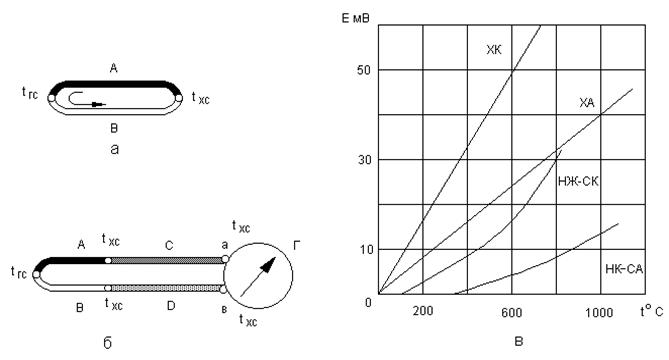 A
t гс
t хс
B
а
t хс
A
t хс
C
а
Г
t гс
B
t хс
D
в
t хс
б
E мВ
50
30
10
0
200
600
1000
t° C
ХК
ХА
НЖ-СК
НК-СА
В